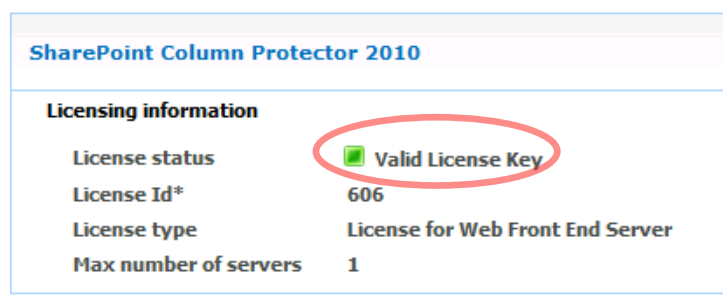 SharePoint Column Protector 2010
Licensing information
License status Valid License Key
License Id* 606
License type License for Web Front End Server
Max number of servers 1